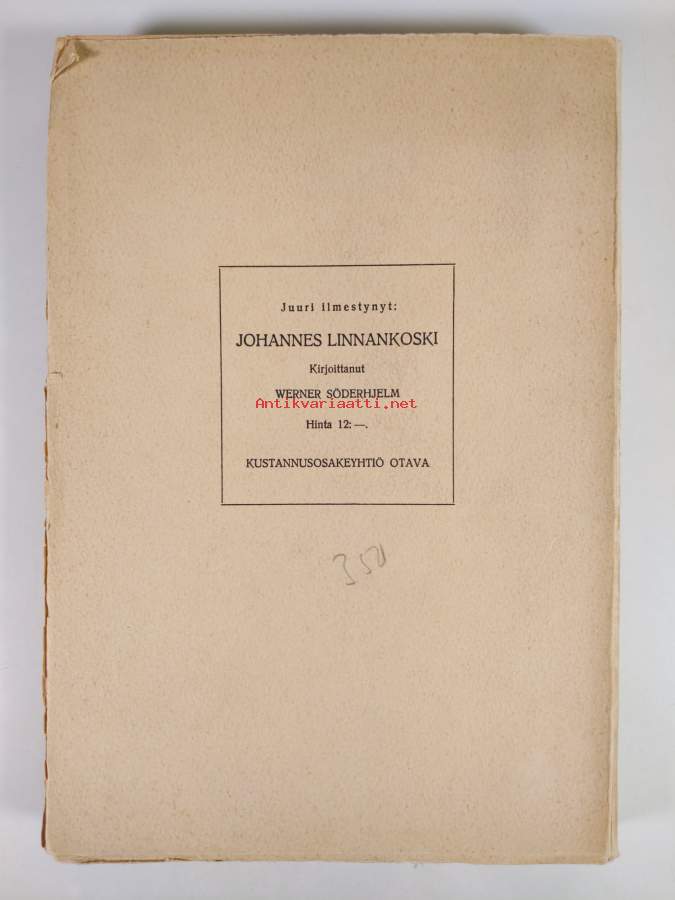 Juuri ilmestynyt:
JOHANNES LINNANKOSKI
Kirjoittanut
WERNER SÖDERHJELM
Antikvariaatti.net
Hinta 12:—.
KUSTANNUSOSAKEYHTIÖ OTAVA